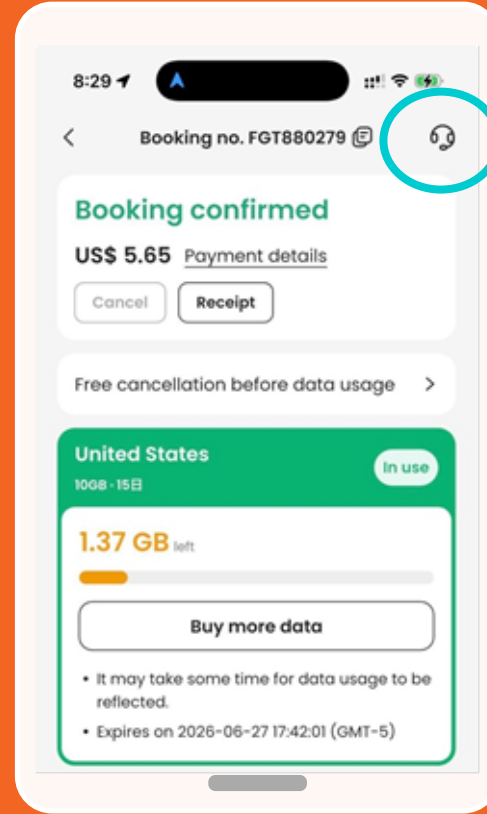 8:29
Booking no. FGT880279
Booking confirmed
US$ 5.65 Payment details
Cancel Receipt
Free cancellation before data usage
United States
In use
10GB · 15日
1.37 GB left
Buy more data
• It may take some time for data usage to be
reflected.
• Expires on 2026-06-27 17:42:01 (GMT-5)